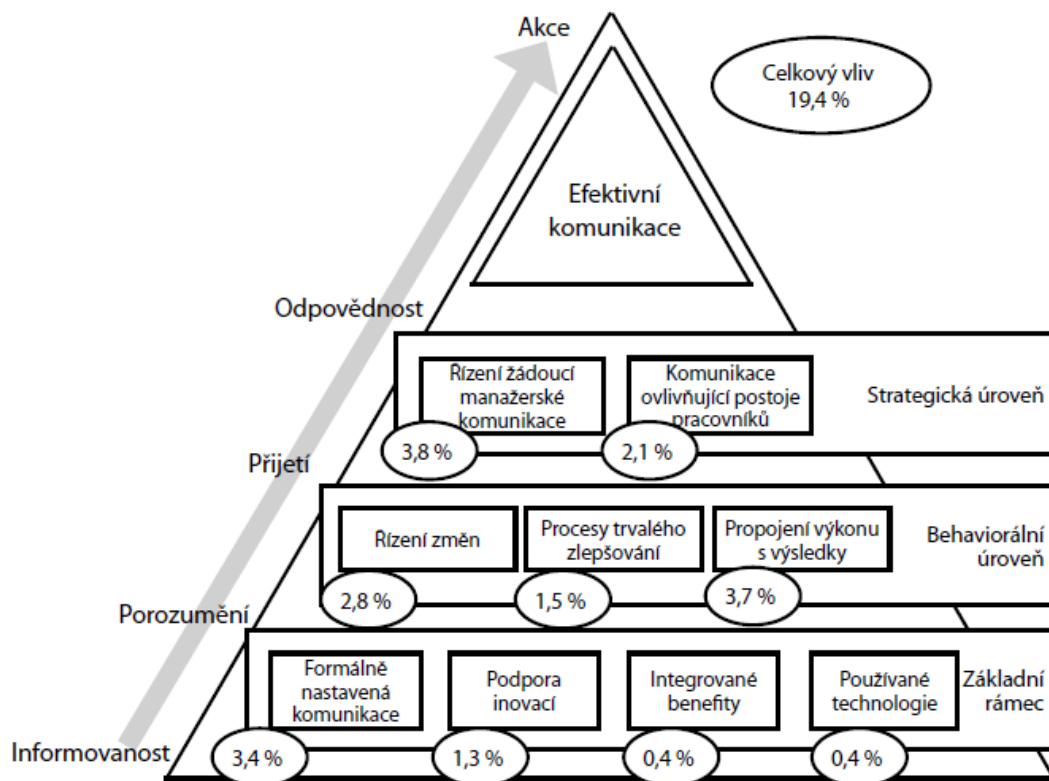 Akce
Celkový vliv
19,4 %
Efektivní
komunikace
Odpovědnost
Řízení žádoucí
manažerské
komunikace
Komunikace
ovlivňující postoje
pracovníků
Strategická úroveň
3,8 %
2,1 %
Přijetí
Řízení změn
Procesy trvalého
zlepšování
Propojení výkonu
s výsledky
Behaviorální
úroveň
2,8 %
1,5 %
3,7 %
Porozumění
Formálně
nastavená
komunikace
Podpora
inovací
Integrované
benefity
Používané
technologie
Základní
rámec
Informovanost
3,4 %
1,3 %
0,4 %
0,4 %